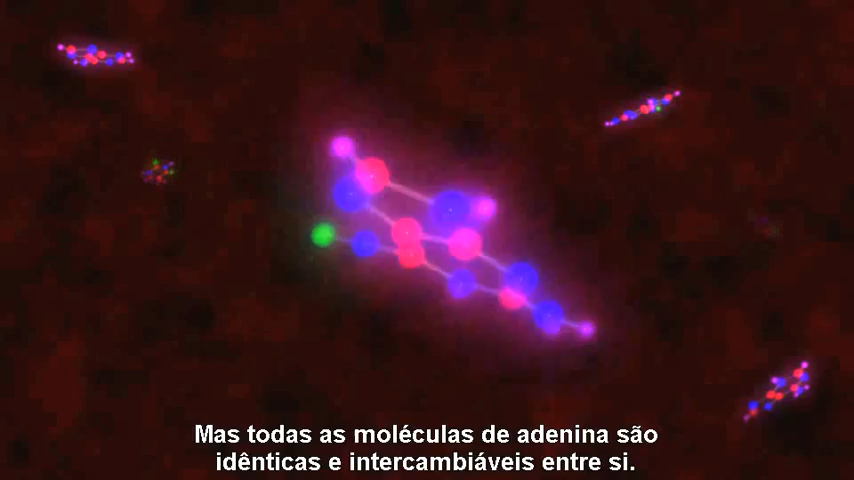 Mas todas as moléculas de adenina são
idênticas e intercambiáveis entre si.